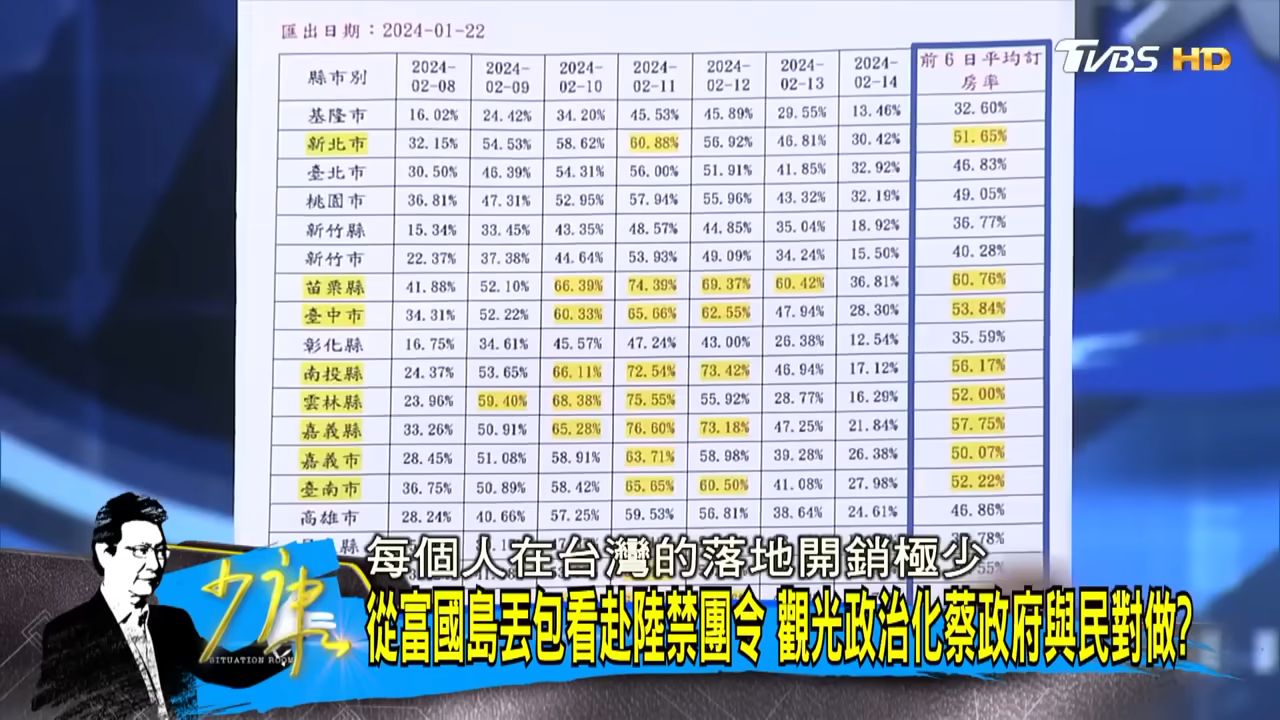 匯出日期：2024-01-22
TVBS HD
縣市別 2024-02-08 2024-02-09 2024-02-10 2024-02-11 2024-02-12 2024-02-13 2024-02-14 前6日平均訂房率
基隆市 16.02% 24.42% 34.20% 45.53% 45.89% 29.55% 13.46% 32.60%
新北市 32.15% 54.53% 58.62% 60.88% 56.92% 46.81% 30.42% 51.65%
臺北市 30.50% 46.39% 54.31% 56.00% 51.91% 41.85% 32.92% 46.83%
桃園市 36.81% 47.31% 52.95% 57.94% 55.96% 43.32% 32.19% 49.05%
新竹縣 15.34% 33.45% 43.35% 48.57% 44.85% 35.04% 18.92% 36.77%
新竹市 22.37% 37.38% 44.64% 53.93% 49.09% 34.24% 15.50% 40.28%
苗栗縣 41.88% 52.10% 66.39% 74.39% 69.37% 60.42% 36.81% 60.76%
臺中市 34.31% 52.22% 60.33% 65.66% 62.55% 47.94% 28.30% 53.84%
彰化縣 16.75% 34.61% 45.57% 47.24% 43.00% 26.38% 12.54% 35.59%
南投縣 24.37% 53.65% 66.11% 72.54% 73.42% 46.94% 17.12% 56.17%
雲林縣 23.96% 59.40% 68.38% 75.55% 55.92% 28.77% 16.29% 52.00%
嘉義縣 33.26% 50.91% 65.28% 76.60% 73.18% 47.25% 21.84% 57.75%
嘉義市 28.45% 51.08% 58.91% 63.71% 58.98% 39.28% 26.38% 50.07%
臺南市 36.75% 50.89% 58.42% 65.65% 60.50% 41.08% 27.98% 52.22%
高雄市 28.24% 40.66% 57.25% 59.53% 56.81% 38.64% 24.61% 46.86%
每個人在台灣的落地開銷極少
少康
SITUATION ROOM
從富國島丟包看赴陸禁團令 觀光政治化蔡政府與民對做?